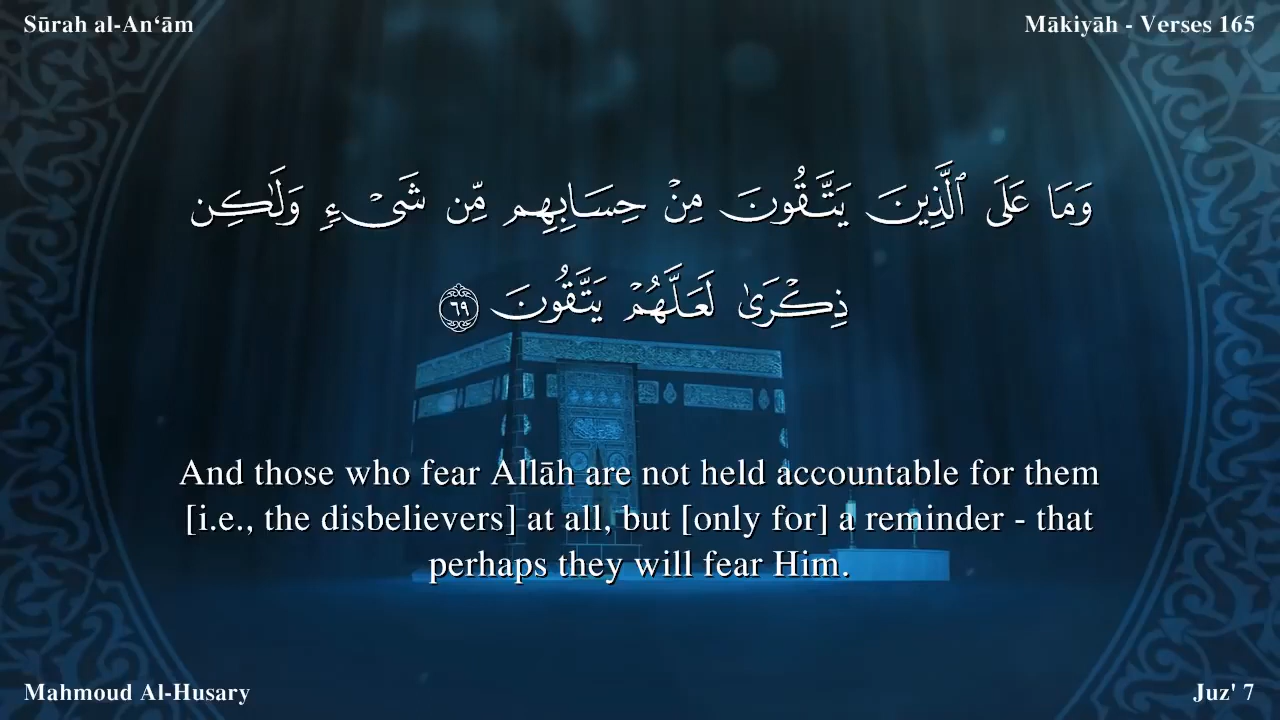 Sūrah al-An‘ām
Mākiyāh - Verses 165
وَمَا عَلَى ٱلَّذِينَ يَتَّقُونَ مِنْ حِسَابِهِم مِّن شَىْءٍ وَلَـٰكِن
ذِكْرَىٰ لَعَلَّهُمْ يَتَّقُونَ ٦٩
And those who fear Allāh are not held accountable for them
[i.e., the disbelievers] at all, but [only for] a reminder - that
perhaps they will fear Him.
Mahmoud Al-Husary
Juz' 7